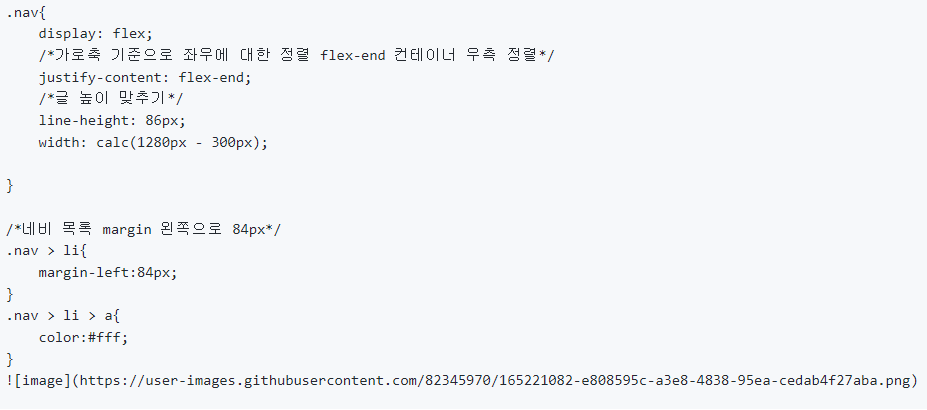 .nav{
    display: flex;
    /*가로축 기준으로 좌우에 대한 정렬 flex-end 컨테이너 우측 정렬*/
    justify-content: flex-end;
    /*글 높이 맞추기*/
    line-height: 86px;
    width: calc(1280px - 300px);

}

/*네비 목록 margin 왼쪽으로 84px*/
.nav > li{
    margin-left:84px;
}
.nav > li > a{
    color:#fff;
}
![image](https://user-images.githubusercontent.com/82345970/165221082-e808595c-a3e8-4838-95ea-cedab4f27aba.png)